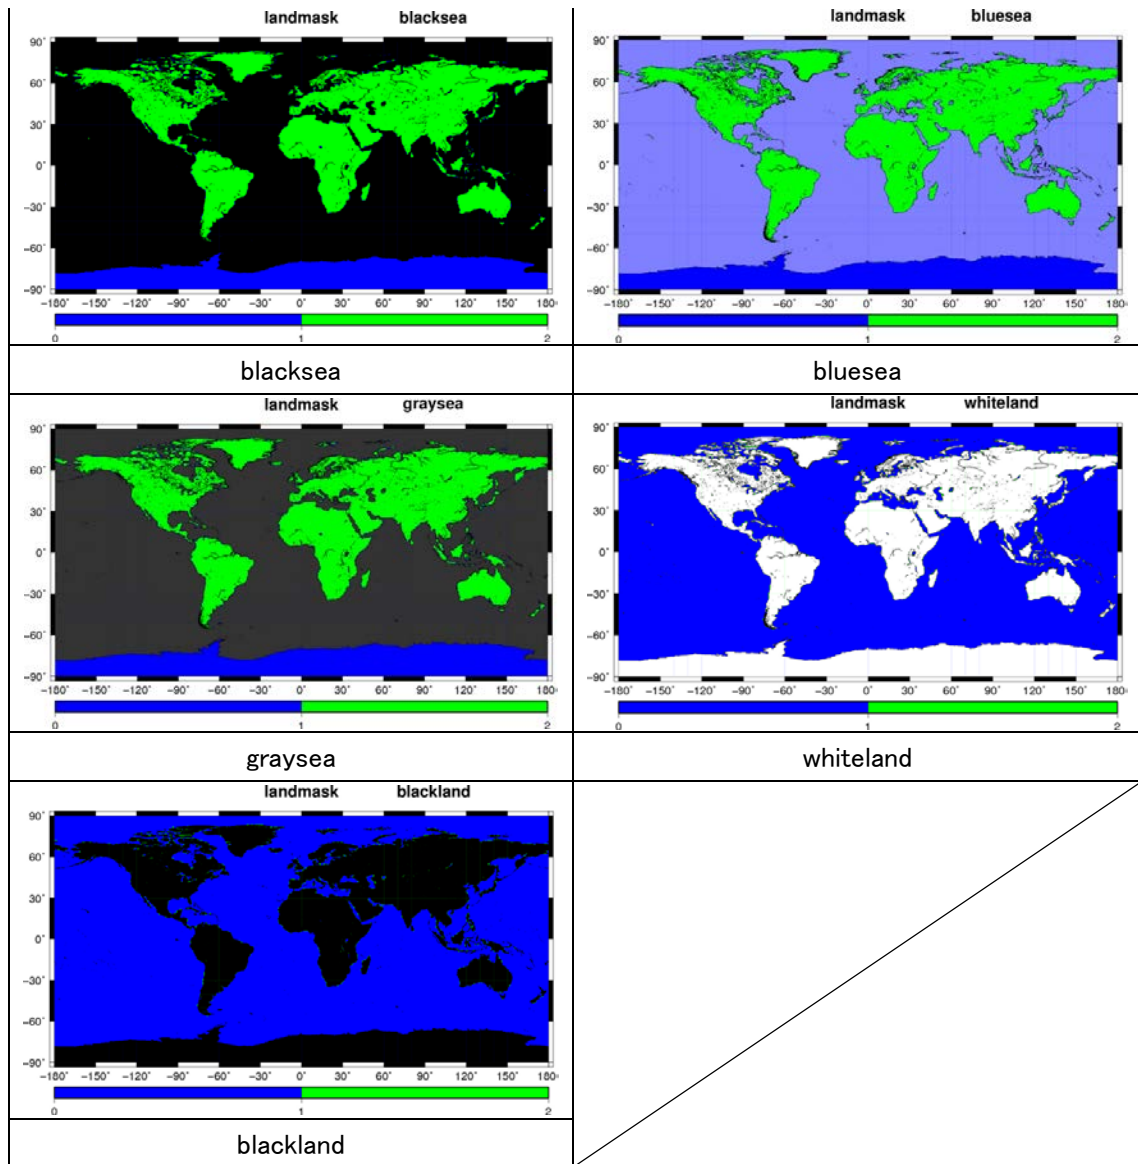 landmask blacksea
90°
60°
30°
0°
−30°
−60°
−90°
−180° −150° −120° −90° −60° −30° 0° 30° 60° 90° 120° 150° 180°
0 1 2
blacksea
landmask bluesea
90°
60°
30°
0°
−30°
−60°
−90°
−180° −150° −120° −90° −60° −30° 0° 30° 60° 90° 120° 150° 180°
0 1 2
bluesea
landmask graysea
90°
60°
30°
0°
−30°
−60°
−90°
−180° −150° −120° −90° −60° −30° 0° 30° 60° 90° 120° 150° 180°
0 1 2
graysea
landmask whiteland
90°
60°
30°
0°
−30°
−60°
−90°
−180° −150° −120° −90° −60° −30° 0° 30° 60° 90° 120° 150° 180°
0 1 2
whiteland
landmask blackland
90°
60°
30°
0°
−30°
−60°
−90°
−180° −150° −120° −90° −60° −30° 0° 30° 60° 90° 120° 150° 180°
0 1 2
blackland